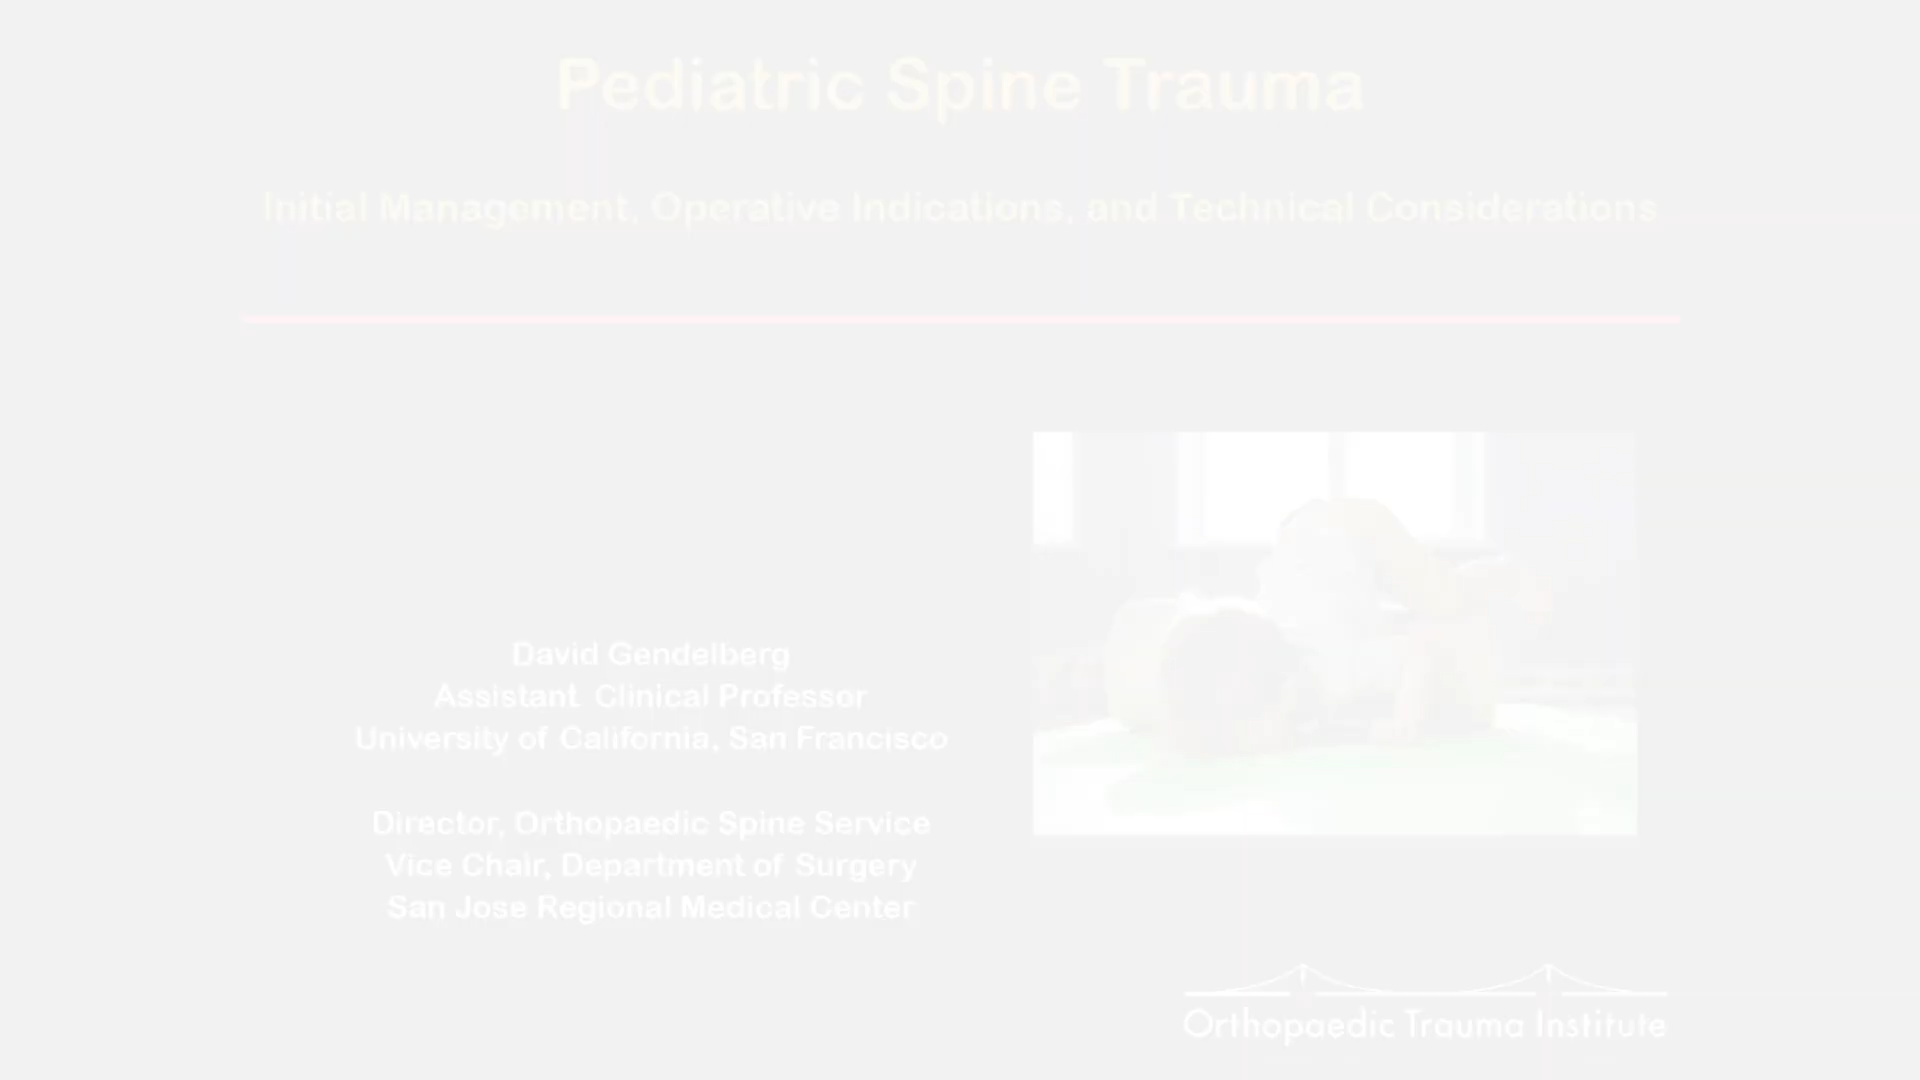 Pediatric Spine Trauma
Initial Management, Operative Indications, and Technical Considerations
David Gendelberg
Assistant Clinical Professor
University of California, San Francisco
Director, Orthopaedic Spine Service
Vice Chair, Department of Surgery
San Jose Regional Medical Center
Orthopaedic Trauma Institute